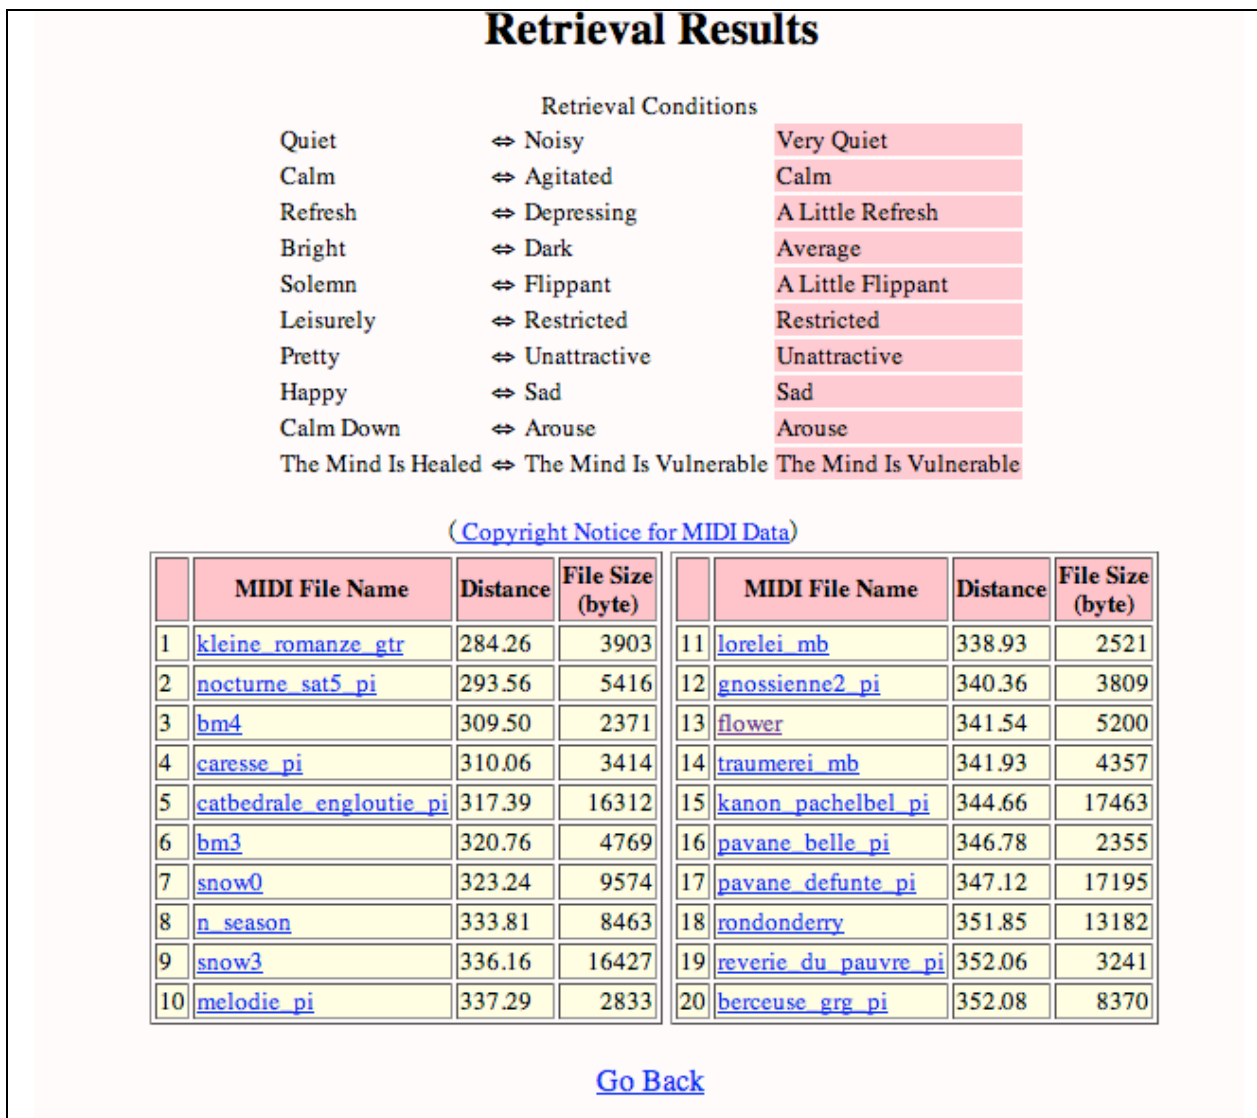 Retrieval Results
Retrieval Conditions
Quiet ⇔ Noisy Very Quiet
Calm ⇔ Agitated Calm
Refresh ⇔ Depressing A Little Refresh
Bright ⇔ Dark Average
Solemn ⇔ Flippant A Little Flippant
Leisurely ⇔ Restricted Restricted
Pretty ⇔ Unattractive Unattractive
Happy ⇔ Sad Sad
Calm Down ⇔ Arouse Arouse
The Mind Is Healed ⇔ The Mind Is Vulnerable The Mind Is Vulnerable
( Copyright Notice for MIDI Data)
MIDI File Name Distance File Size (byte) MIDI File Name Distance File Size (byte)
1 kleine_romanze_gtr 284.26 3903 11 lorelei_mb 338.93 2521
2 nocturne_sat5_pi 293.56 5416 12 gnossienne2_pi 340.36 3809
3 bm4 309.50 2371 13 flower 341.54 5200
4 caresse_pi 310.06 3414 14 traumerei_mb 341.93 4357
5 catbedrale_engloutie_pi 317.39 16312 15 kanon_pachelbel_pi 344.66 17463
6 bm3 320.76 4769 16 pavane_belle_pi 346.78 2355
7 snow0 323.24 9574 17 pavane_defunte_pi 347.12 17195
8 n_season 333.81 8463 18 rondonderry 351.85 13182
9 snow3 336.16 16427 19 reverie_du_pauvre_pi 352.06 3241
10 melodie_pi 337.29 2833 20 berceuse_grg_pi 352.08 8370
Go Back